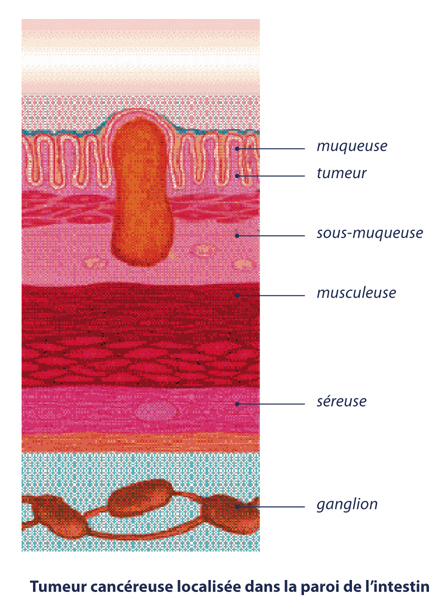 muqueuse
tumeur
sous-muqueuse
musculeuse
séreuse
ganglion
Tumeur cancéreuse localisée dans la paroi de l’intestin